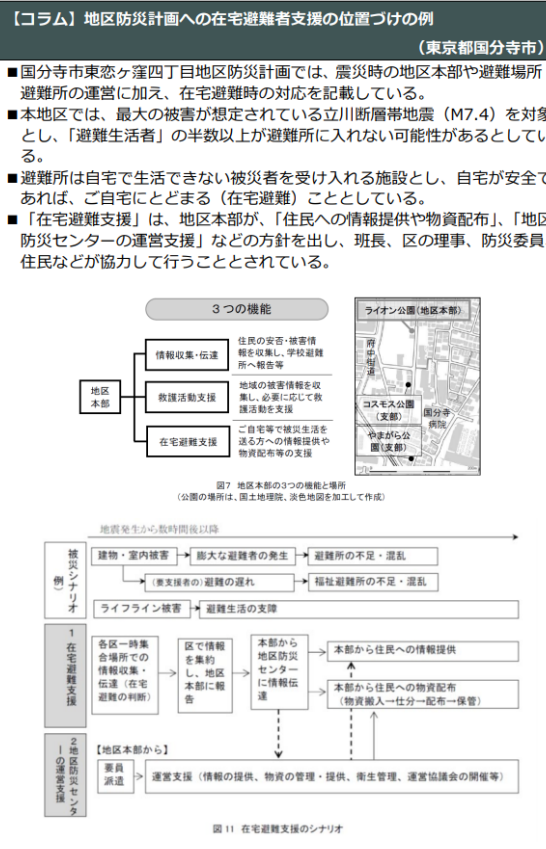 【コラム】地区防災計画への在宅避難者支援の位置づけの例
（東京都国分寺市）
■国分寺市東恋ヶ窪四丁目地区防災計画では、震災時の地区本部や避難場所
避難所の運営に加え、在宅避難時の対応を記載している。
■本地区では、最大の被害が想定されている立川断層帯地震（M7.4）を対象
とし、「避難生活者」の半数以上が避難所に入れない可能性があるとしてい
る。
■避難所は自宅で生活できない被災者を受け入れる施設とし、自宅が安全で
あれば、ご自宅にとどまる（在宅避難）こととしている。
■「在宅避難支援」は、地区本部が、「住民への情報提供や物資配布」、「地区
防災センターの運営支援」などの方針を出し、班長、区の理事、防災委員
住民などが協力して行うこととされている。
３つの機能
地区
本部
情報収集・伝達
住民の安否・被害情
報を収集し、学校避難
所へ報告等
救護活動支援
地域の被害情報を収
集し、必要に応じて救
護活動を支援
在宅避難支援
ご自宅等で被災生活を
送る方への情報提供や
物資配布等の支援
ライオン公園（地区本部）
府中街道
コスモス公園
（支部）
国分寺
病院
やまがら公
園（支部）
図7 地区本部の3つの機能と場所
（公園の場所は、国土地理院、淡色地図を加工して作成）
地震発生から数時間後以降
被災シナリオ
例）
建物・室内被害
膨大な避難者の発生
避難所の不足・混乱
（要支援者の）避難の遅れ
福祉避難所の不足・混乱
ライフライン被害
避難生活の支障
1 在宅避難支援
各区一時集
合場所での
情報収集・
伝達（在宅
避難の判断）
区で情報
を集約
し、地区
本部に報
告
本部から
地区防災
センター
に情報伝
達
本部から住民への情報提供
本部から住民への物資配布
（物資搬入→仕分→配布→保管）
2 地区防災センタ
ーの運営支援
【地区本部から】
要員
派遣
運営支援（情報の提供、物資の管理・提供、衛生管理、運営協議会の開催等）
図 11 在宅避難支援のシナリオ